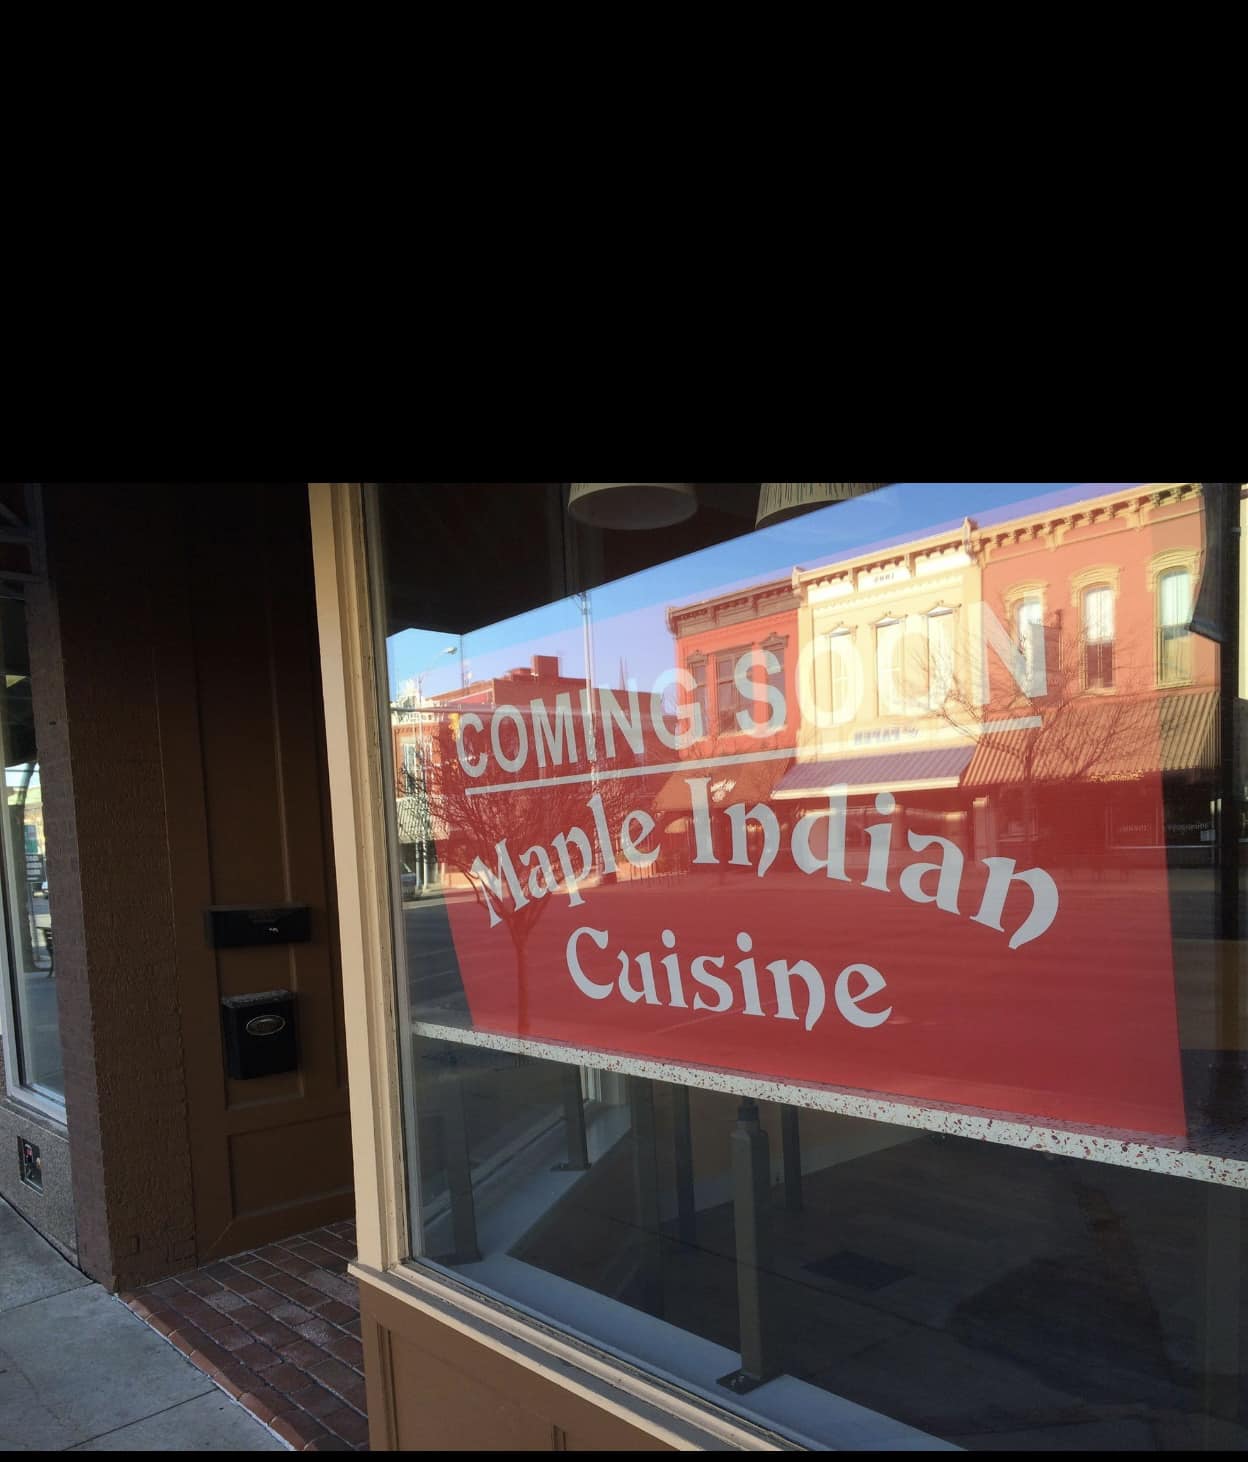 COMING SOON
Maple Indian
Cuisine